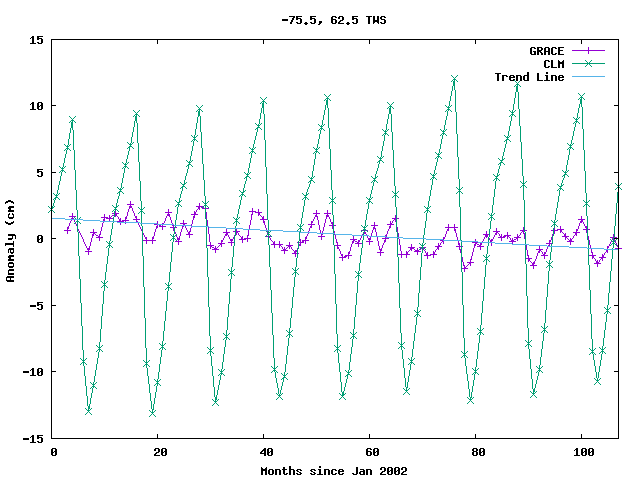 -75.5, 62.5 TWS
GRACE
CLM
Trend Line
15
10
5
0
-5
-10
-15
Anomaly (cm)
0 20 40 60 80 100
Months since Jan 2002